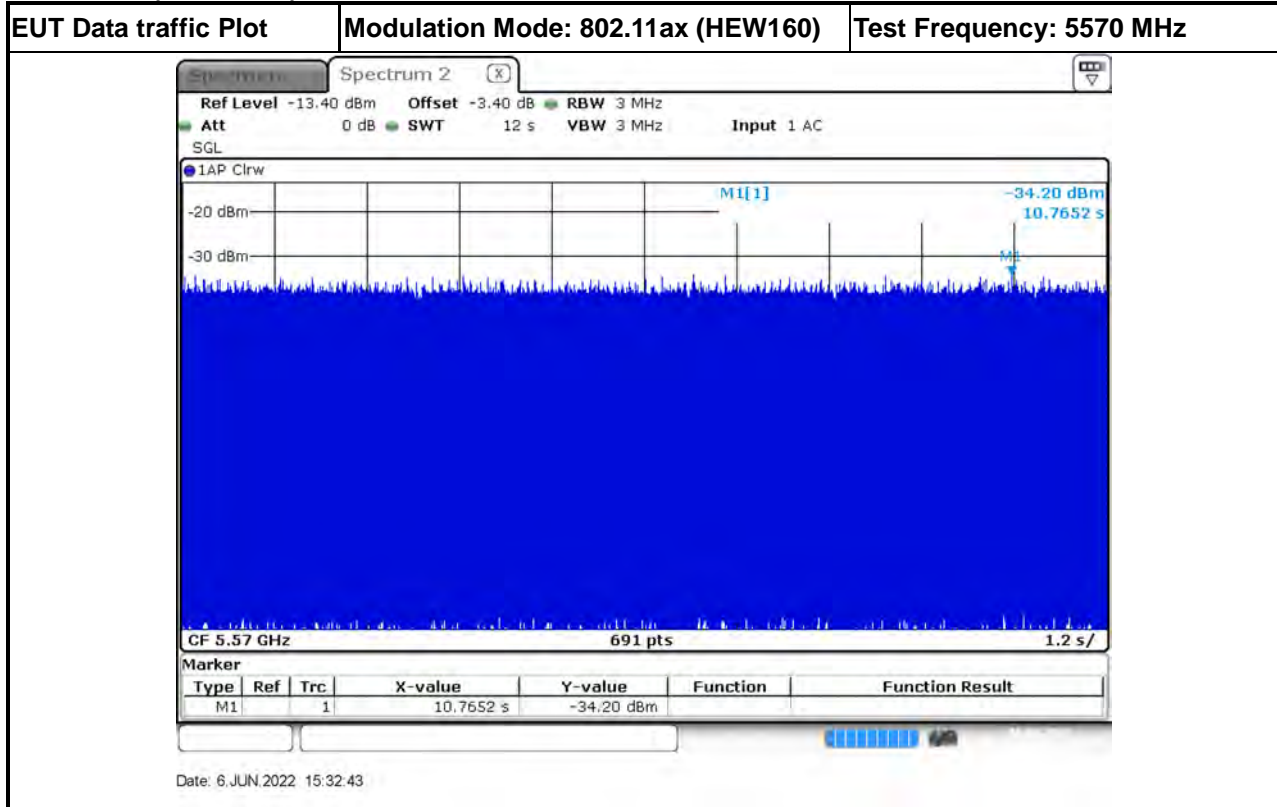 EUT Data traffic Plot Modulation Mode: 802.11ax (HEW160) Test Frequency: 5570 MHz
Spectrum 2 X
Ref Level -13.40 dBm Offset -3.40 dB RBW 3 MHz
Att 0 dB SWT 12 s VBW 3 MHz Input 1 AC
SGL
1AP Clrw
M1[1] -34.20 dBm
-20 dBm 10.7652 s
-30 dBm M1
CF 5.57 GHz 691 pts 1.2 s/
Marker
Type Ref Trc X-value Y-value Function Function Result
M1 1 10.7652 s -34.20 dBm
Date: 6.JUN.2022 15:32:43